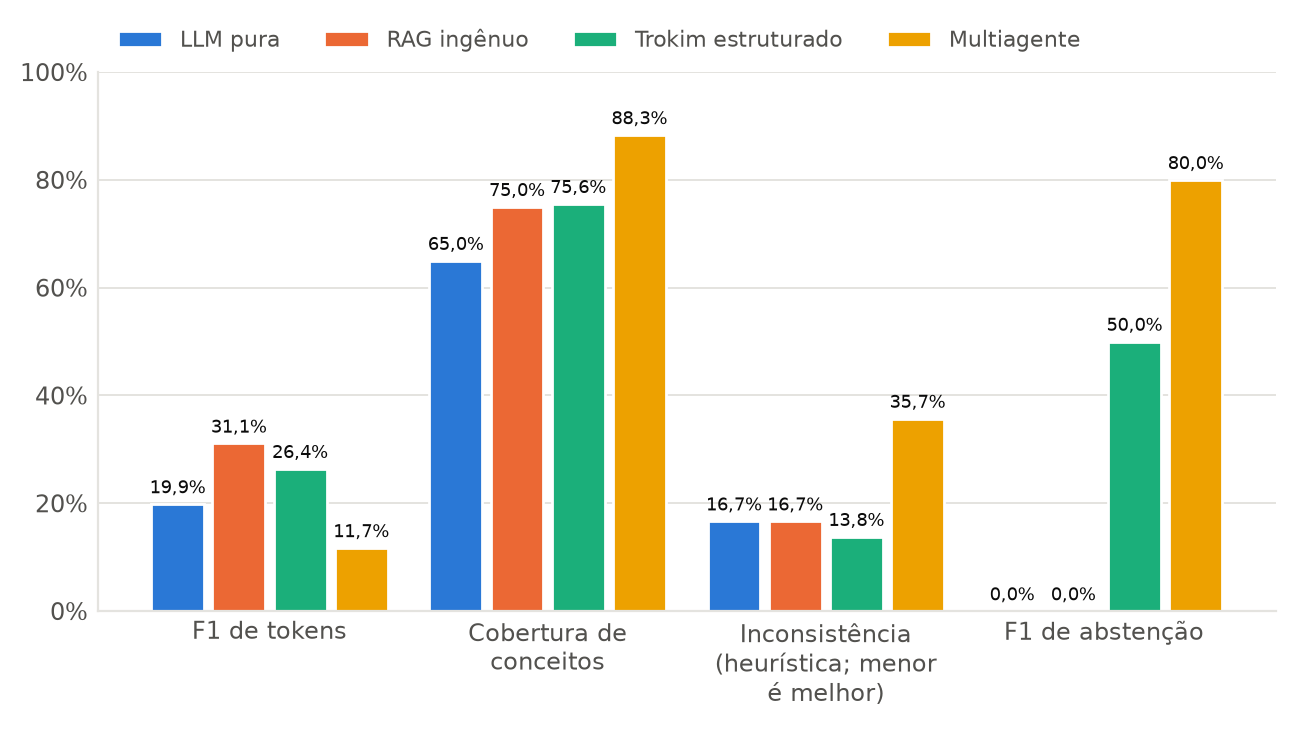 LLM pura RAG ingênuo Trokim estruturado Multiagente
100%
80%
60%
40%
20%
0%
19,9% 31,1% 26,4% 11,7%
65,0% 75,0% 75,6% 88,3%
16,7% 16,7% 13,8% 35,7%
0,0% 0,0% 50,0% 80,0%
F1 de tokens
Cobertura de
conceitos
Inconsistência
(heurística; menor
é melhor)
F1 de abstenção